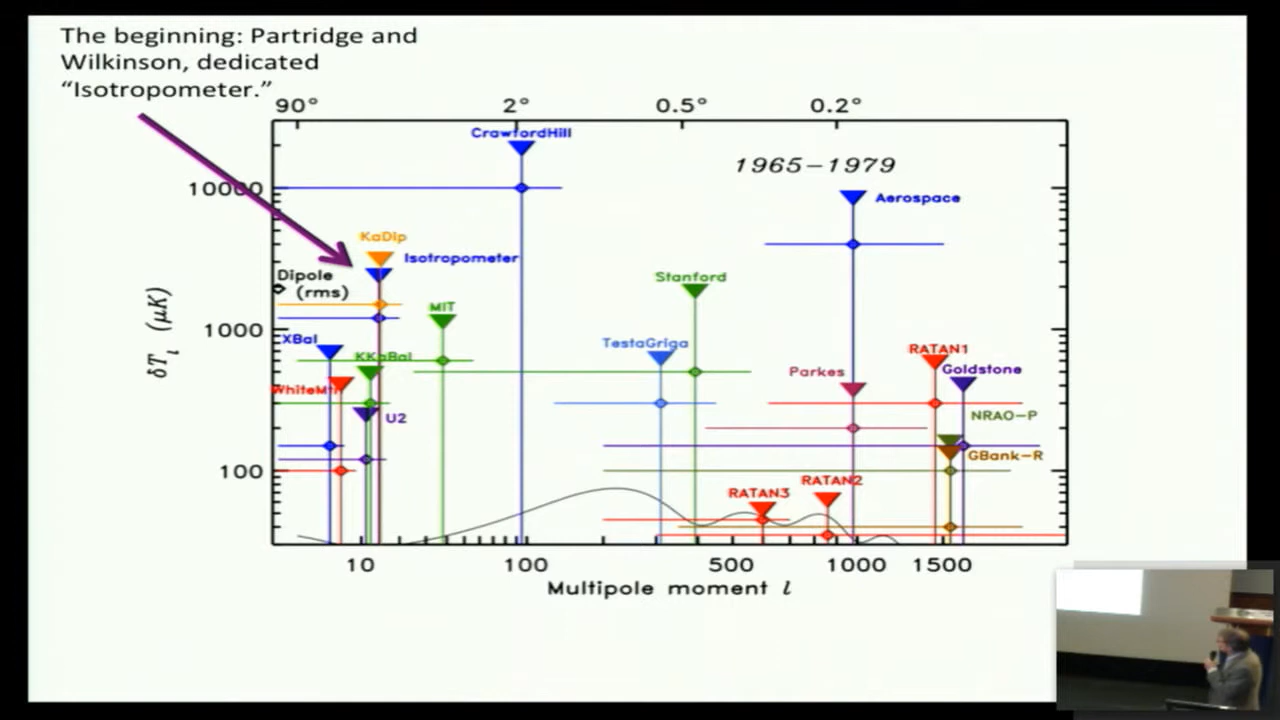 The beginning: Partridge and
Wilkinson, dedicated
“Isotropometer.”
90° 2° 0.5° 0.2°
CrawfordHill
1965−1979
10000
Aerospace
KaDip
Isotropometer
Dipole
(rms)
Stanford
MIT
1000
XBal
TestaGriga
RATAN1
KKaBal
Goldstone
Parkes
WhiteMtn
U2
NRAO−P
GBank−R
100
RATAN2
RATAN3
δT_l (μK)
10 100 500 1000 1500
Multipole moment l